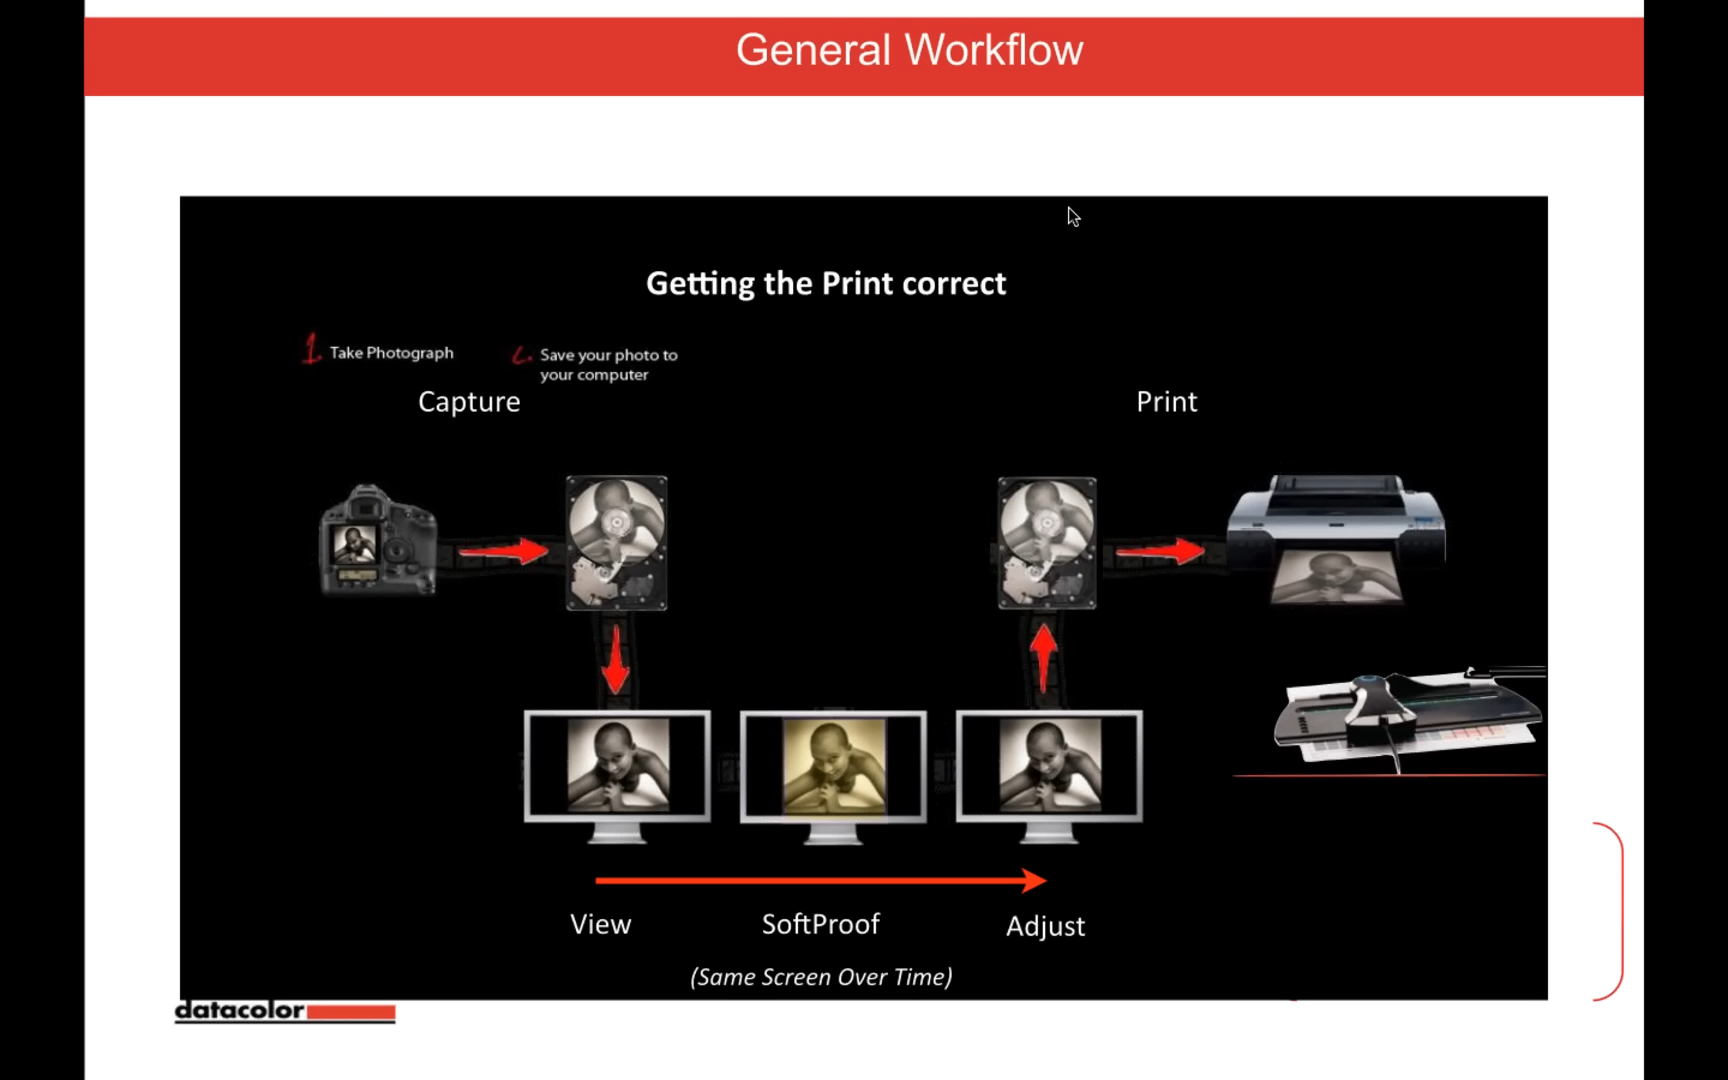 General Workflow
Getting the Print correct
1. Take Photograph
Save your photo to
your computer
Capture
Print
View
SoftProof
Adjust
(Same Screen Over Time)
datacolor